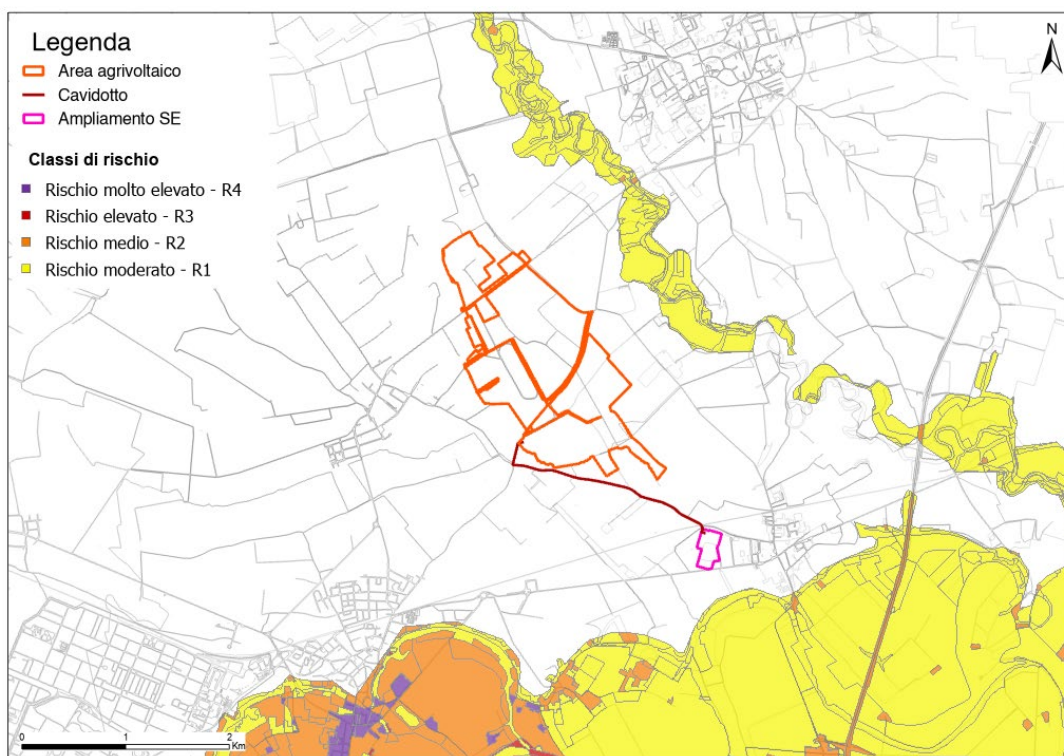 Legenda
Area agrivoltaico
Cavidotto
Ampliamento SE
Classi di rischio
Rischio molto elevato - R4
Rischio elevato - R3
Rischio medio - R2
Rischio moderato - R1
N
0 1 2
Km